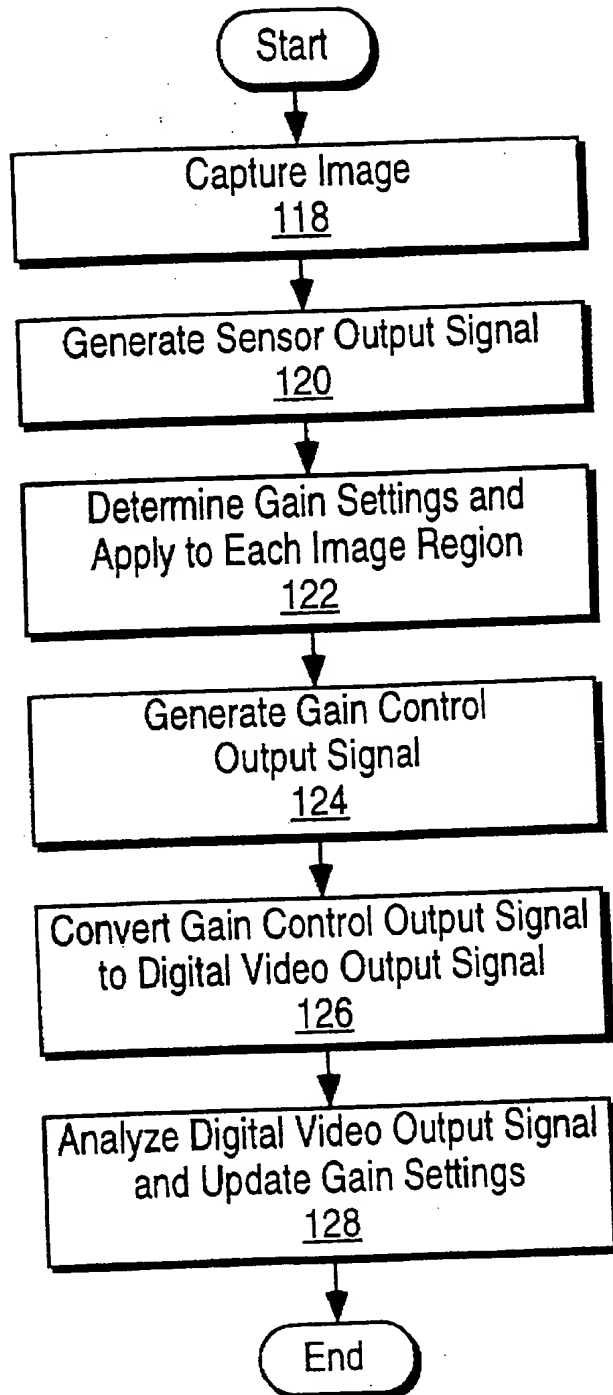 Start
Capture Image
118
Generate Sensor Output Signal
120
Determine Gain Settings and
Apply to Each Image Region
122
Generate Gain Control
Output Signal
124
Convert Gain Control Output Signal
to Digital Video Output Signal
126
Analyze Digital Video Output Signal
and Update Gain Settings
128
End